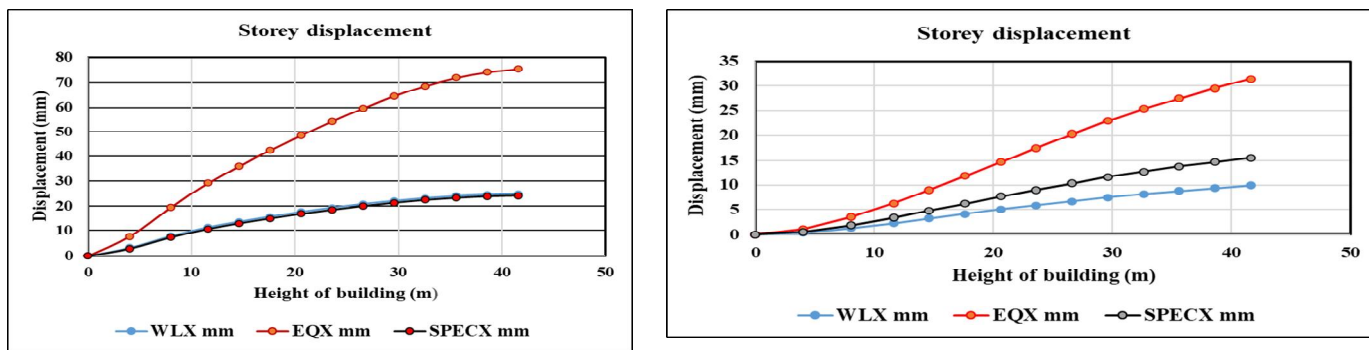 Storey displacement
80
70
60
50
40
30
20
10
0
Displacement (mm)
0 10 20 30 40 50
Height of building (m)
WLX mm EQX mm SPECX mm
Storey displacement
35
30
25
20
15
10
5
0
Displacement (mm)
0 10 20 30 40 50
Height of building (m)
WLX mm EQX mm SPECX mm